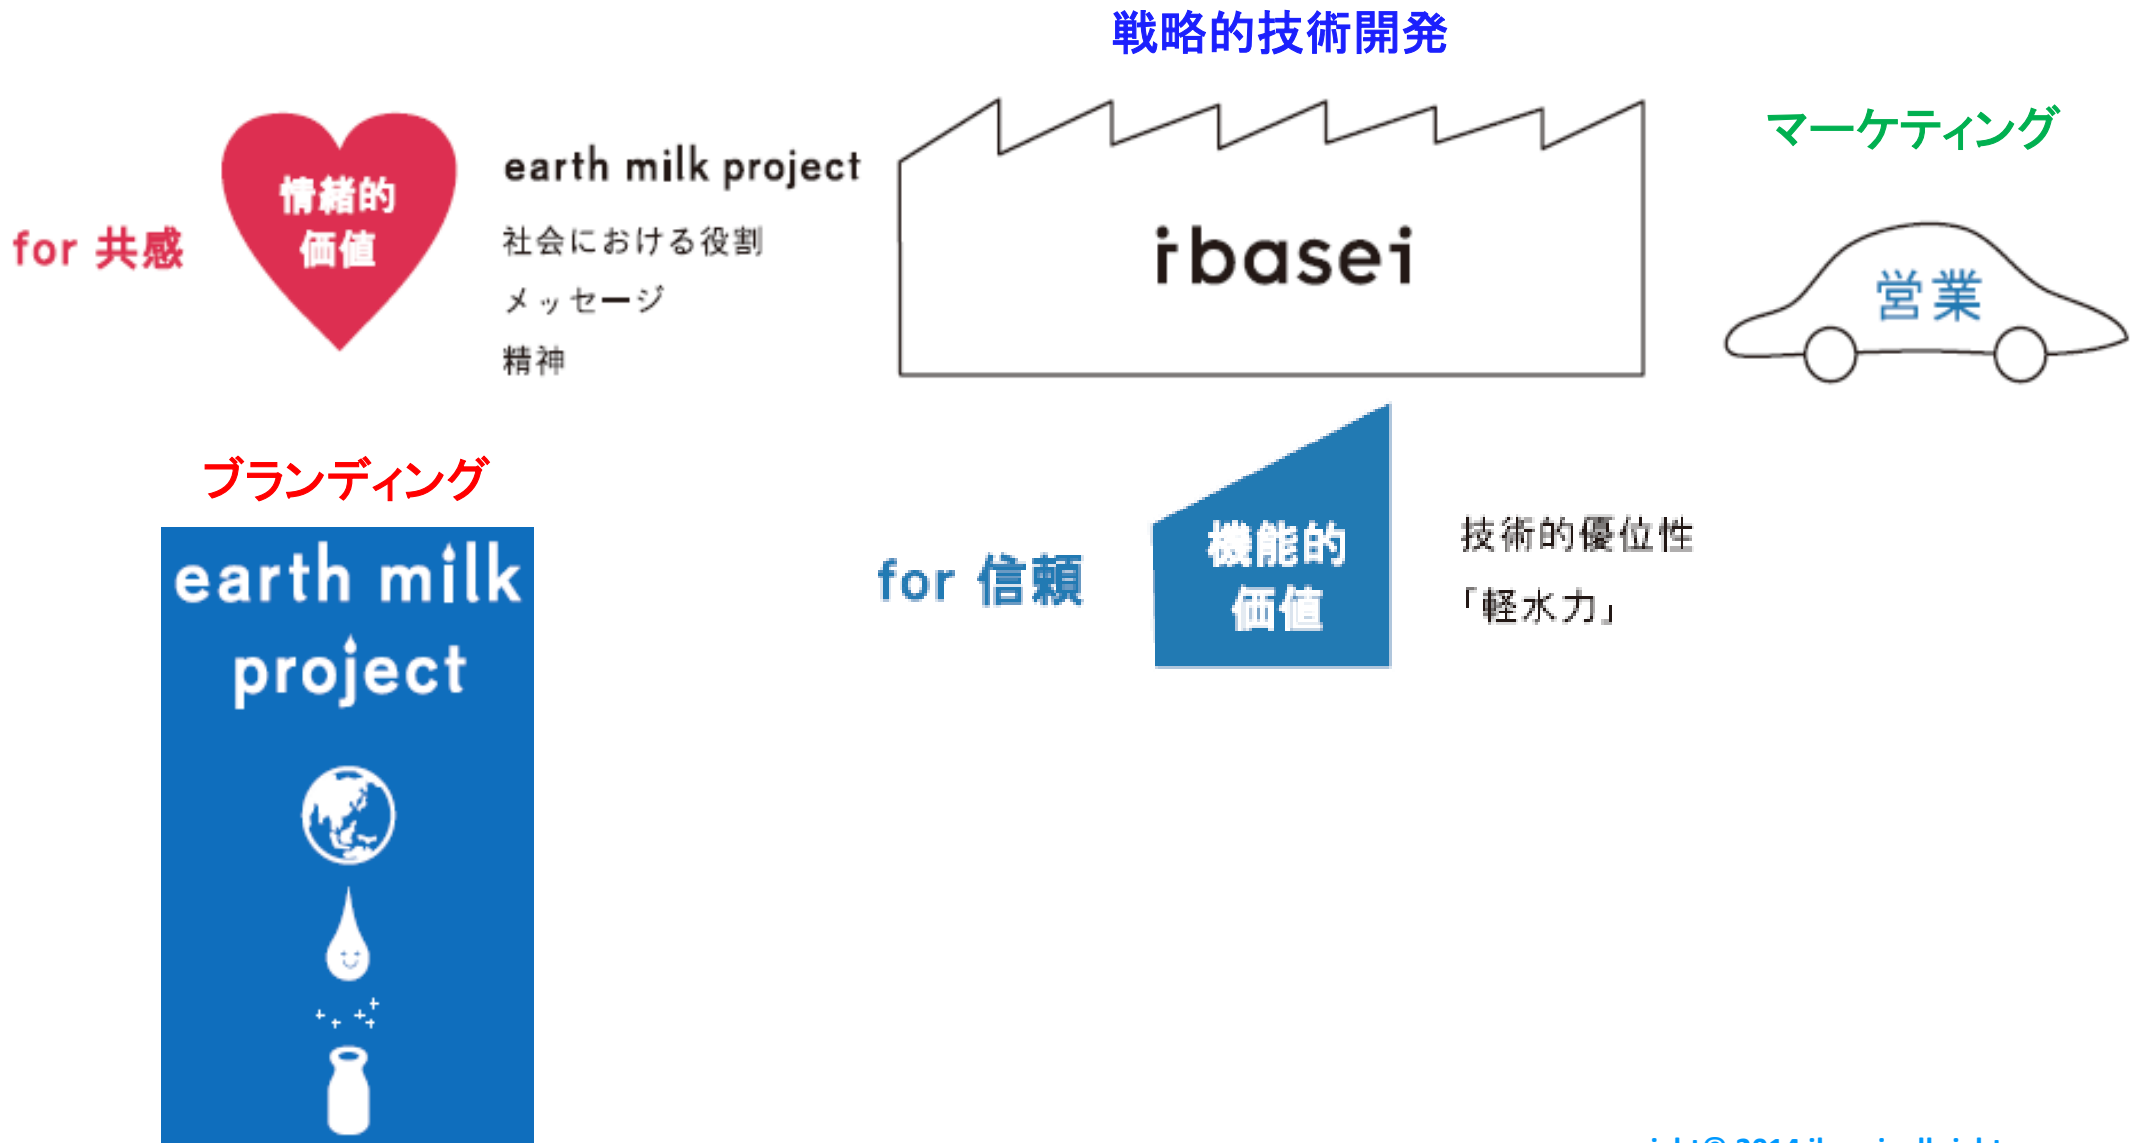 戦略的技術開発
マーケティング
for 共感
情緒的
価値
earth milk project
社会における役割
メッセージ
精神
ibasei
営業
ブランディング
earth milk
project
for 信頼
機能的
価値
技術的優位性
「軽水力」
2014